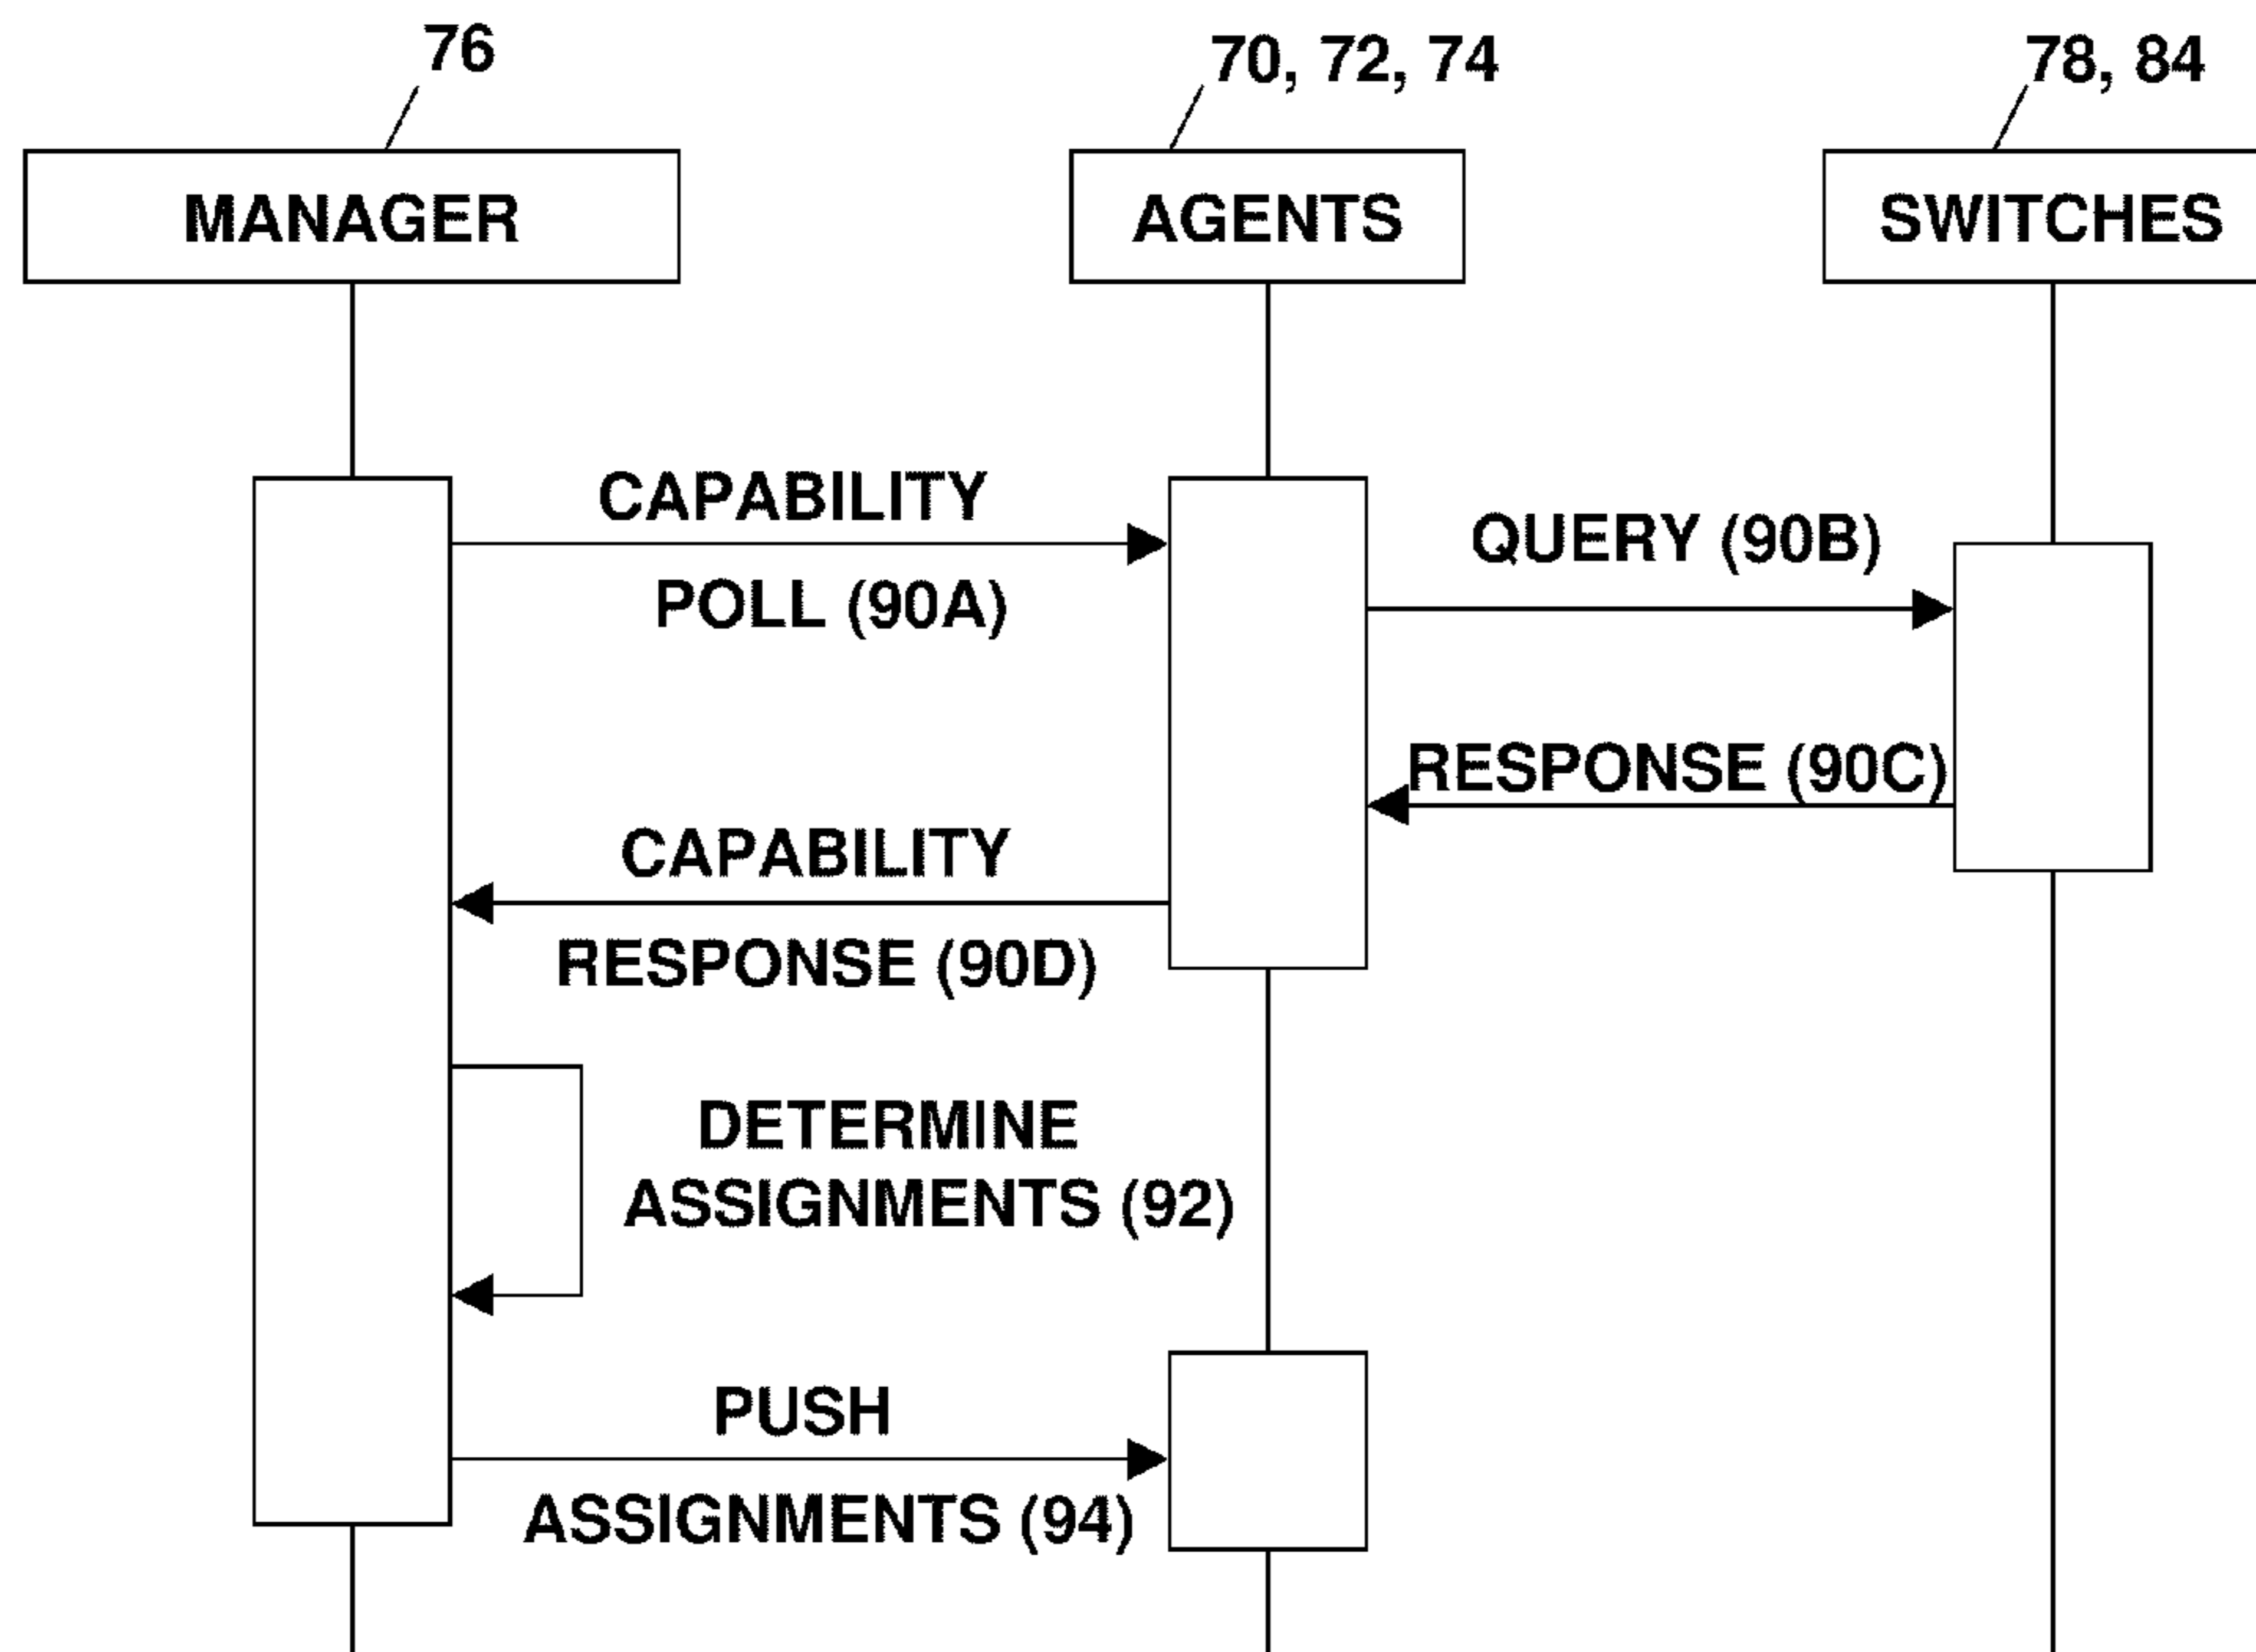 76
70, 72, 74
78, 84
MANAGER
AGENTS
SWITCHES
CAPABILITY
POLL (90A)
QUERY (90B)
RESPONSE (90C)
CAPABILITY
RESPONSE (90D)
DETERMINE
ASSIGNMENTS (92)
PUSH
ASSIGNMENTS (94)